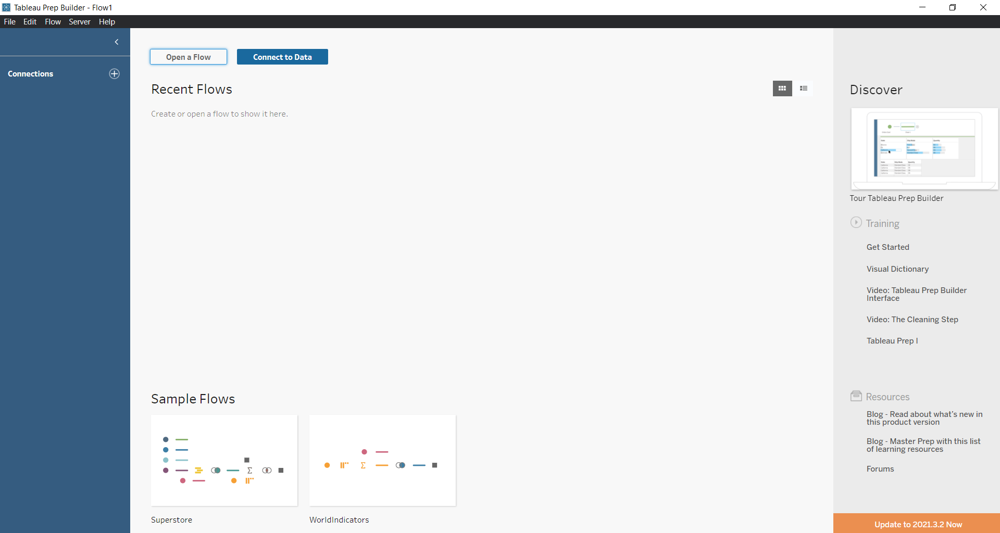 Tableau Prep Builder - Flow1
File Edit Flow Server Help
Connections
Open a Flow
Connect to Data
Recent Flows
Create or open a flow to show it here.
Sample Flows
Superstore
WorldIndicators
Discover
Tour Tableau Prep Builder
Training
Get Started
Visual Dictionary
Video: Tableau Prep Builder
Interface
Video: The Cleaning Step
Tableau Prep I
Resources
Blog - Read about what's new in
this product version
Blog - Master Prep with this list
of learning resources
Forums
Update to 2021.3.2 Now